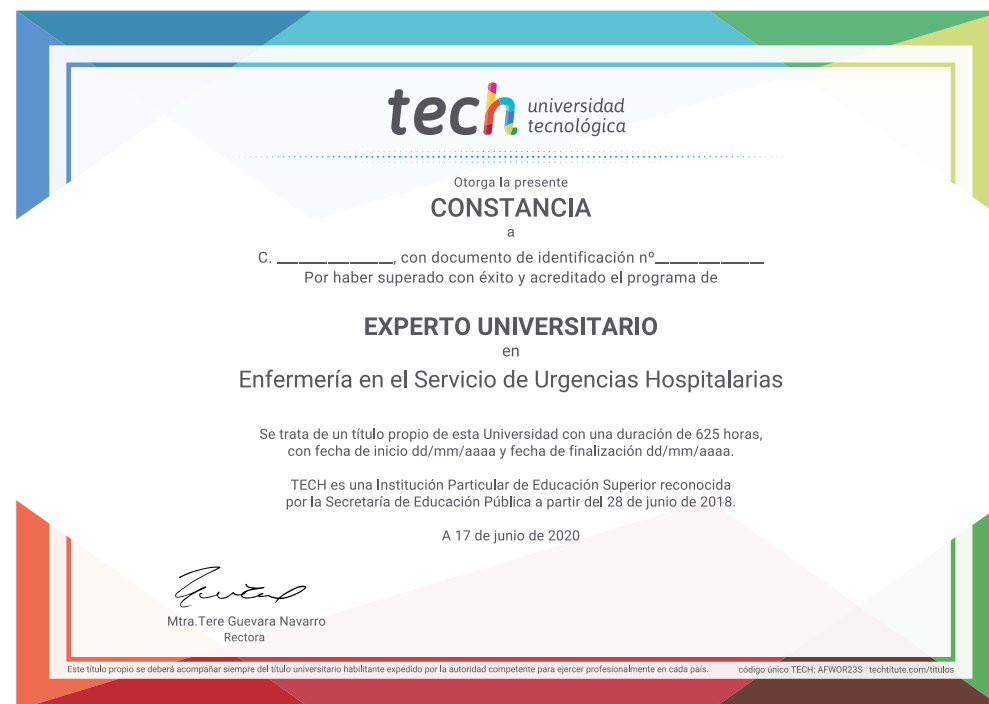 tech universidad
tecnológica
Otorga la presente
CONSTANCIA
a
C. ______________, con documento de identificación nº______________
Por haber superado con éxito y acreditado el programa de
EXPERTO UNIVERSITARIO
en
Enfermería en el Servicio de Urgencias Hospitalarias
Se trata de un título propio de esta Universidad con una duración de 625 horas,
con fecha de inicio dd/mm/aaaa y fecha de finalización dd/mm/aaaa.
TECH es una Institución Particular de Educación Superior reconocida
por la Secretaría de Educación Pública a partir del 28 de junio de 2018.
A 17 de junio de 2020
Mtra.Tere Guevara Navarro
Rectora
Este título propio se deberá acompañar siempre del título universitario habilitante expedido por la autoridad competente para ejercer profesionalmente en cada país. código único TECH: AFWOR23S techtitute.com/titulos